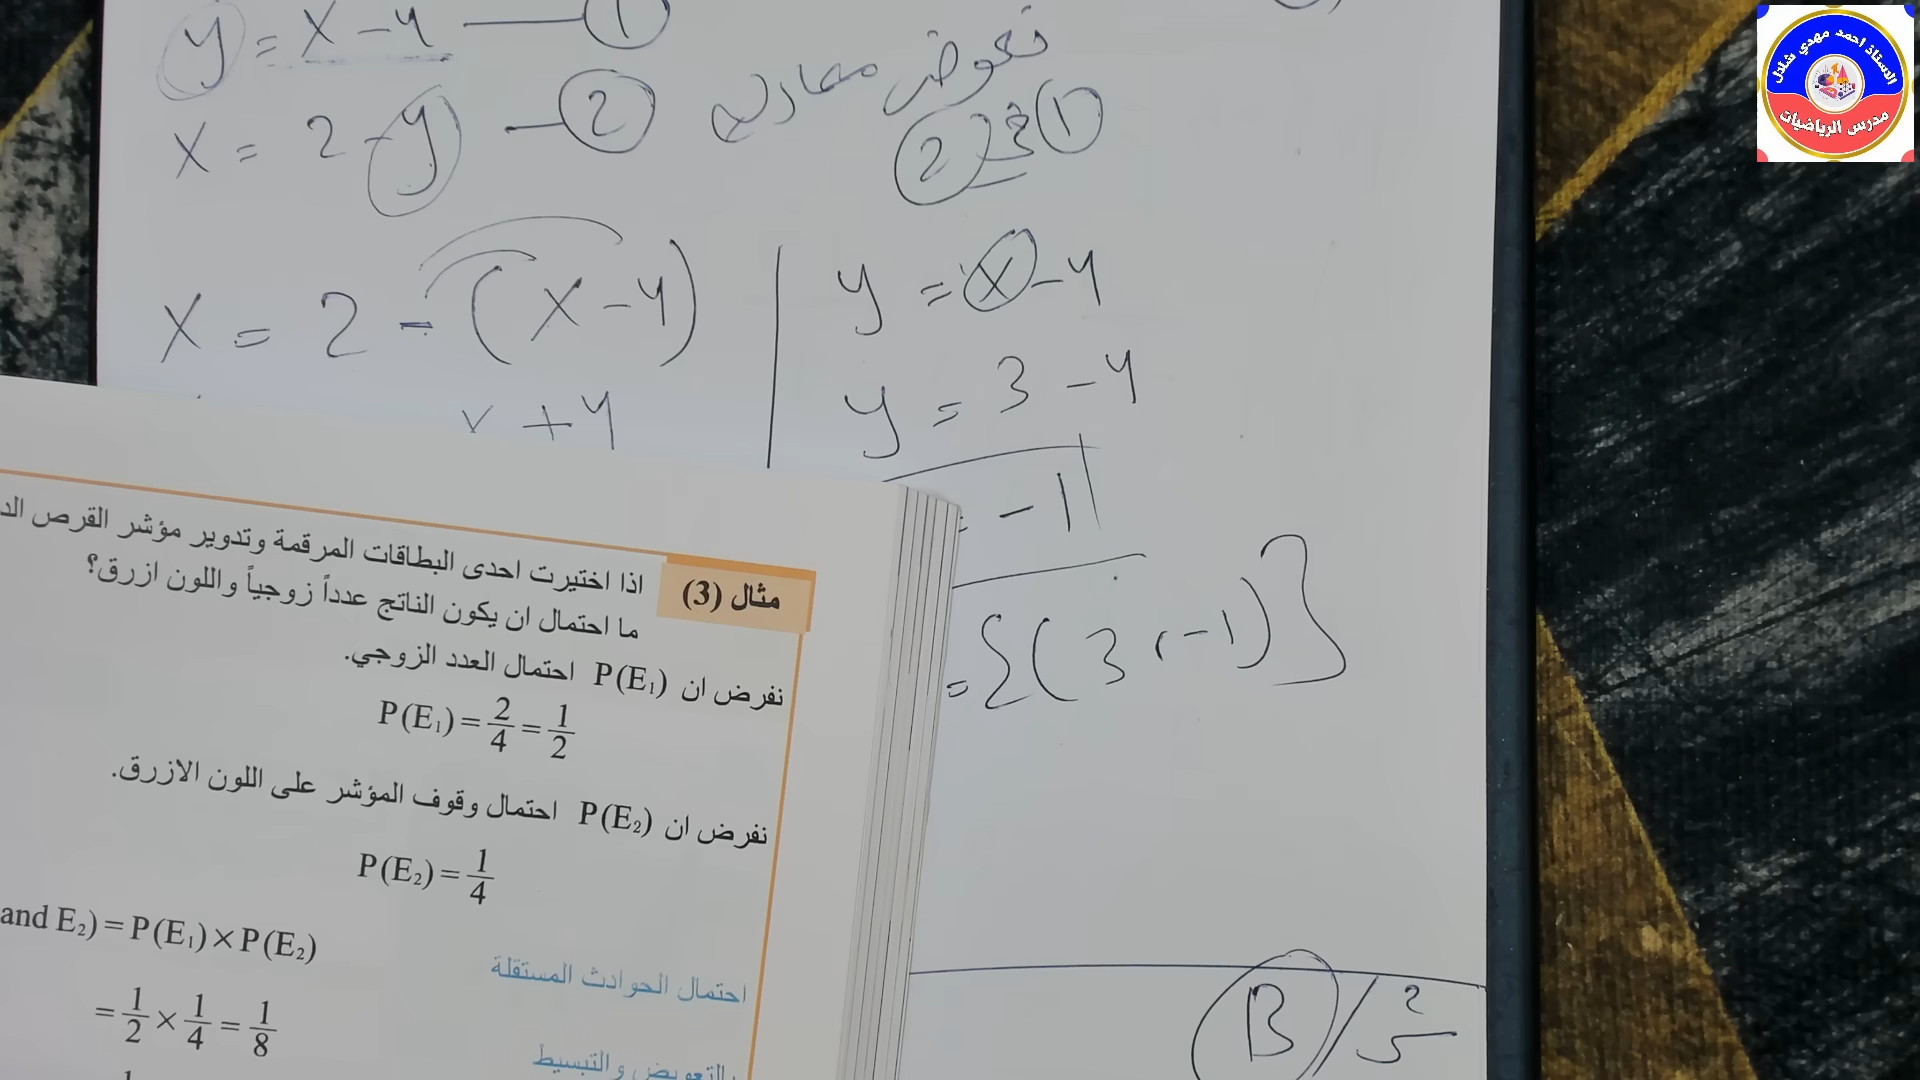 y = x - 4 — 1
x = 2 - y — 2
نعوض معادلة
1 في 2
x = 2 - (x - 4)
x + 4
y = x - 4
y = 3 - 4
= -1
= {(3, -1)}
مثال (3)
اذا اختيرت احدى البطاقات المرقمة وتدوير مؤشر القرص
ما احتمال ان يكون الناتج عدداً زوجياً واللون ازرق؟
نفرض ان P(E₁) احتمال العدد الزوجي.
P(E₁) = 2/4 = 1/2
نفرض ان P(E₂) احتمال وقوف المؤشر على اللون الازرق.
P(E₂) = 1/4
and E₂) = P(E₁) × P(E₂)
احتمال الحوادث المستقلة
= 1/2 × 1/4 = 1/8
بالتعويض والتبسيط
B /
الاستاذ احمد مهدي شلال
مدرس الرياضيات